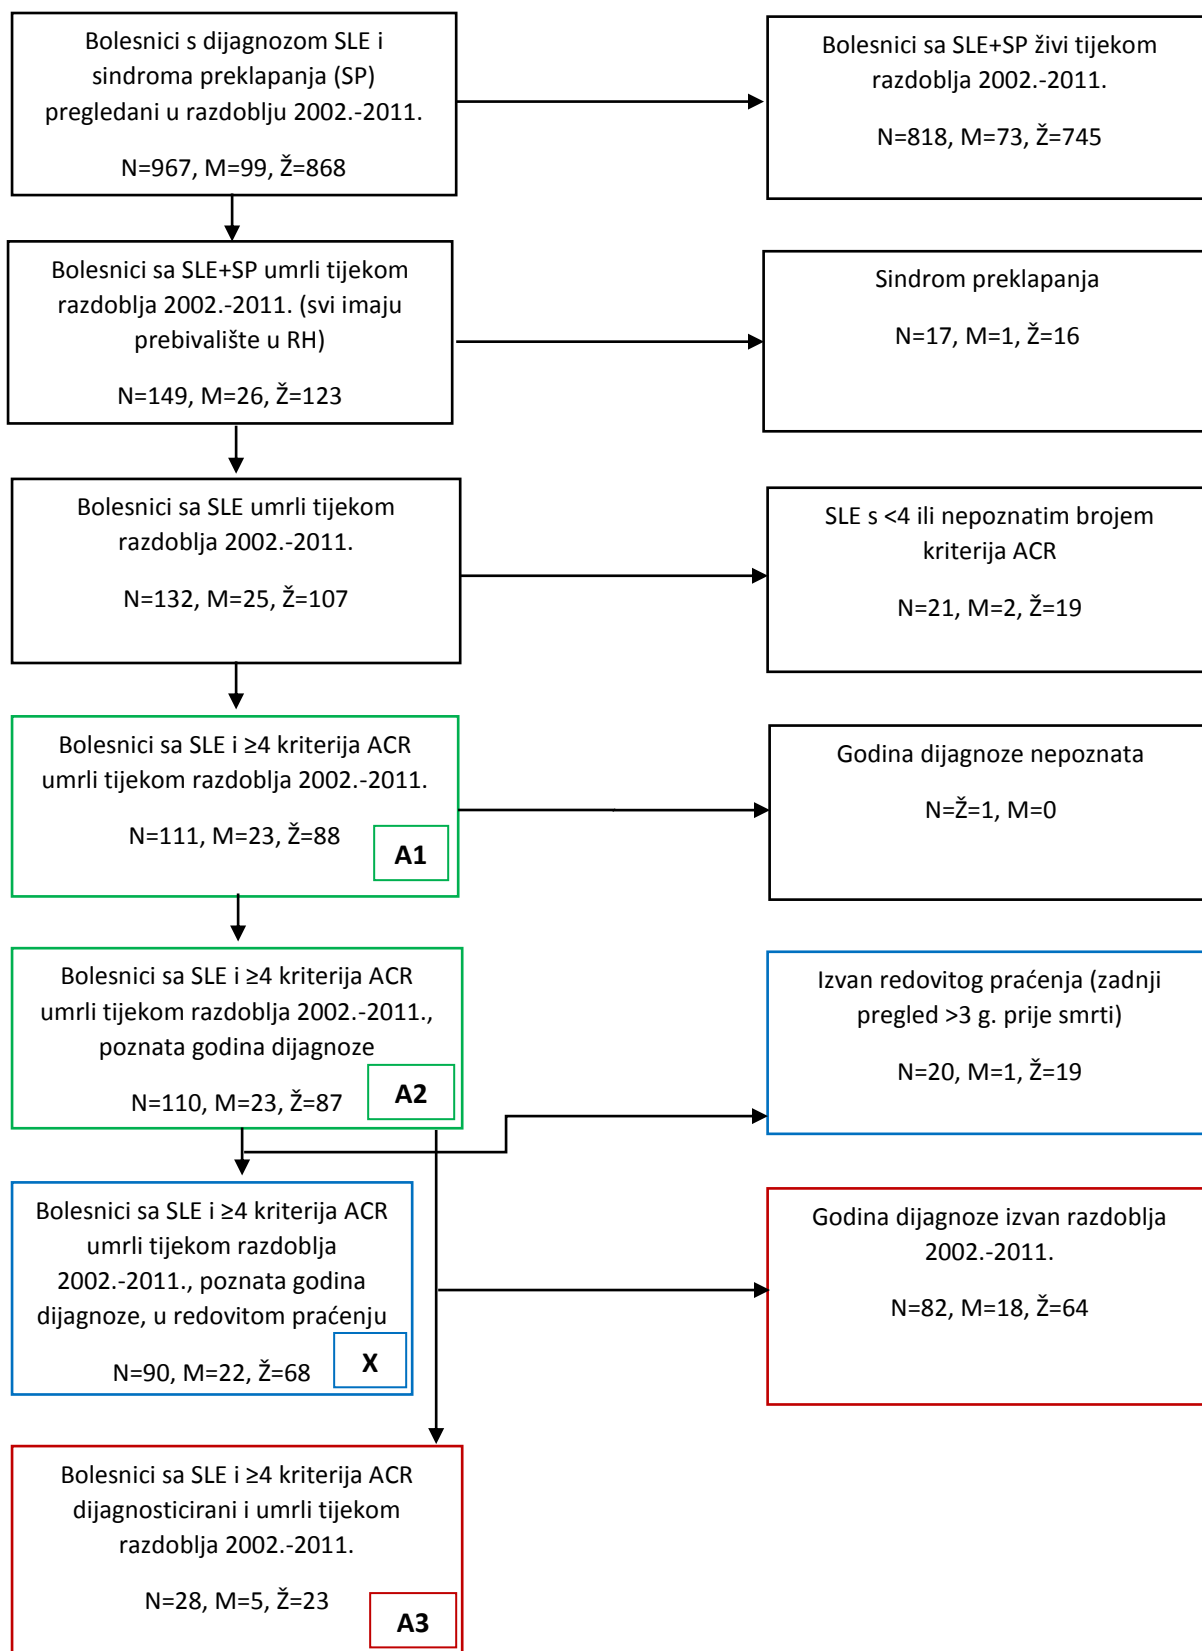 Bolesnici s dijagnozom SLE i
sindroma preklapanja (SP)
pregledani u razdoblju 2002.-2011.
N=967, M=99, Ž=868
Bolesnici sa SLE+SP živi tijekom
razdoblja 2002.-2011.
N=818, M=73, Ž=745
Bolesnici sa SLE+SP umrli tijekom
razdoblja 2002.-2011. (svi imaju
prebivalište u RH)
N=149, M=26, Ž=123
Sindrom preklapanja
N=17, M=1, Ž=16
Bolesnici sa SLE umrli tijekom
razdoblja 2002.-2011.
N=132, M=25, Ž=107
SLE s <4 ili nepoznatim brojem
kriterija ACR
N=21, M=2, Ž=19
Bolesnici sa SLE i ≥4 kriterija ACR
umrli tijekom razdoblja 2002.-2011.
N=111, M=23, Ž=88
A1
Godina dijagnoze nepoznata
N=Ž=1, M=0
Bolesnici sa SLE i ≥4 kriterija ACR
umrli tijekom razdoblja 2002.-2011.,
poznata godina dijagnoze
N=110, M=23, Ž=87
A2
Izvan redovitog praćenja (zadnji
pregled >3 g. prije smrti)
N=20, M=1, Ž=19
Bolesnici sa SLE i ≥4 kriterija ACR
umrli tijekom razdoblja
2002.-2011., poznata godina
dijagnoze, u redovitom praćenju
N=90, M=22, Ž=68
X
Godina dijagnoze izvan razdoblja
2002.-2011.
N=82, M=18, Ž=64
Bolesnici sa SLE i ≥4 kriterija ACR
dijagnosticirani i umrli tijekom
razdoblja 2002.-2011.
N=28, M=5, Ž=23
A3